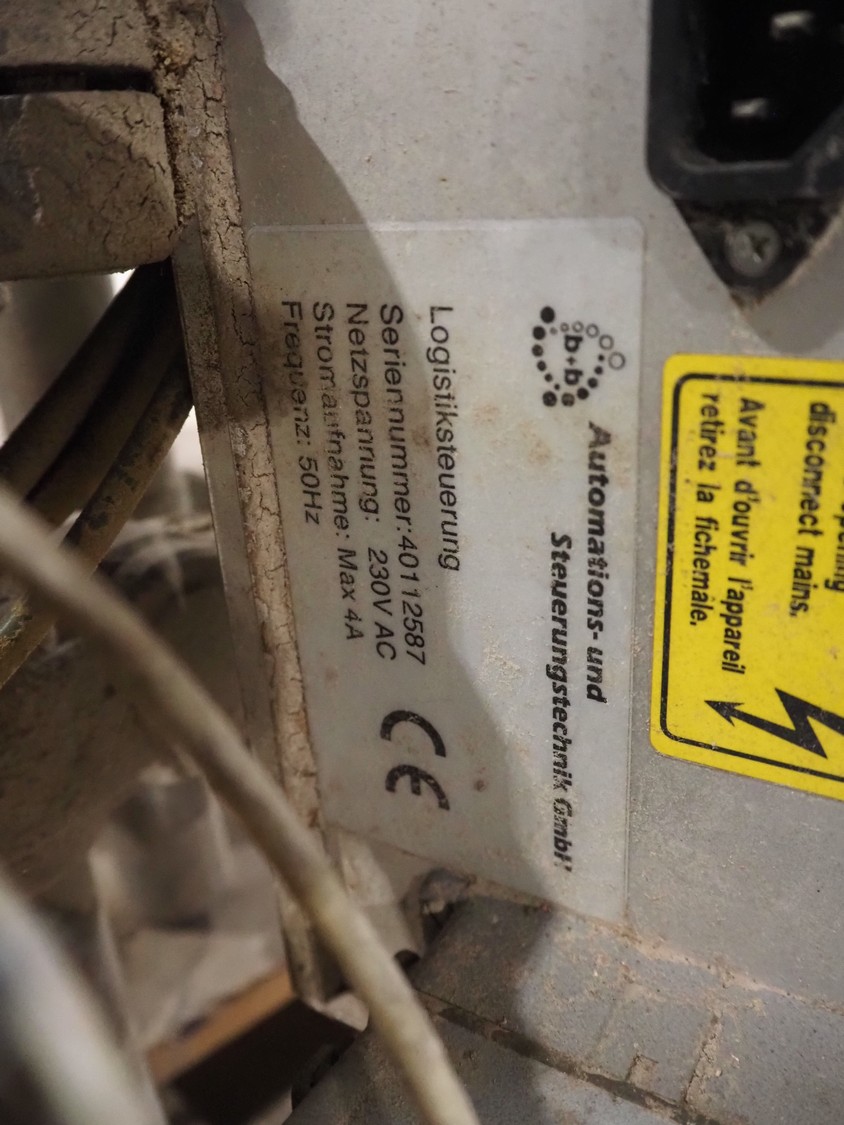 b+b
Automations- und
Steuerungstechnik GmbH
Logistiksteuerung
Seriennummer:40112587
Netzspannung: 230V AC
Stromaufnahme: Max 4A
Frequenz: 50Hz
CE
disconnect mains.
Avant d'ouvrir l'appareil
retirez la fichemale.